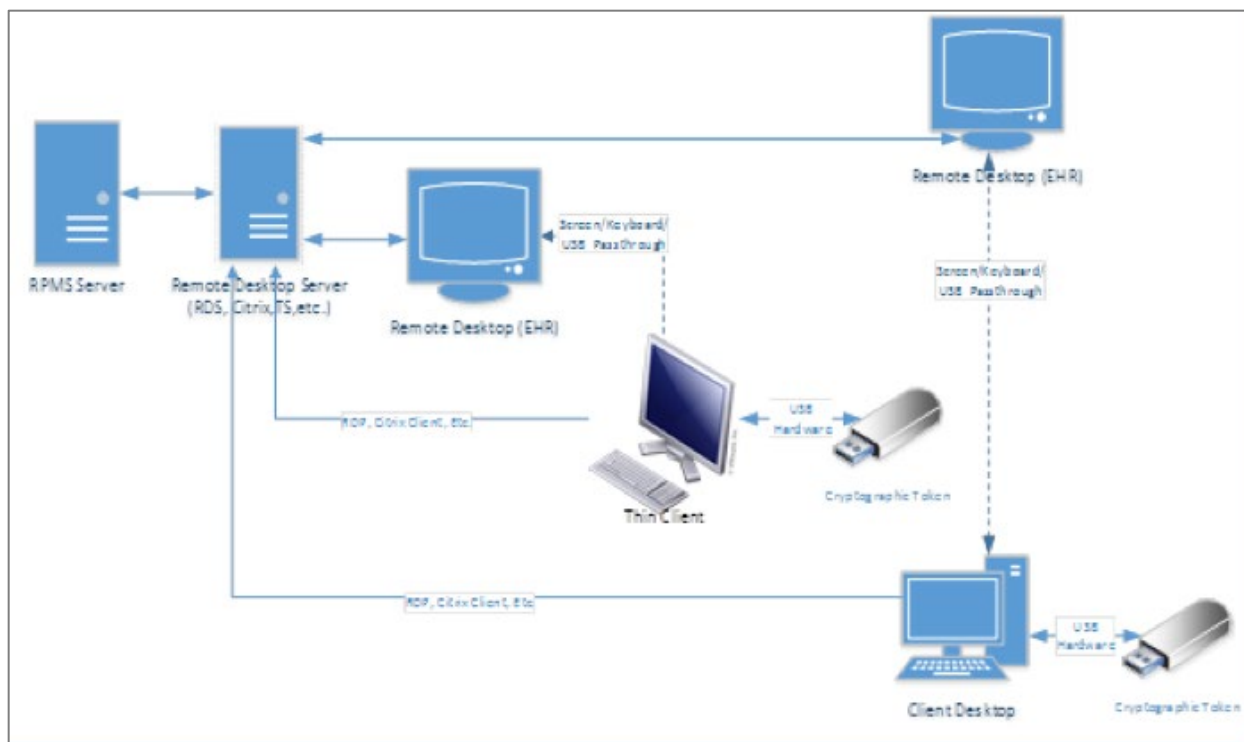 Remote Desktop (EHR)
RPMS Server
Remote Desktop Server
(RDS, Citrix,TS,etc.)
Remote Desktop (EHR)
Screen/Keyboard/
USB Passthrough
Screen/Keyboard/
USB Passthrough
RDP, Citrix Client, Etc
USB
Hardware
Cryptographic Token
Thin Client
RDP, Citrix Client, Etc
USB
Hardware
Client Desktop
Cryptographic Token